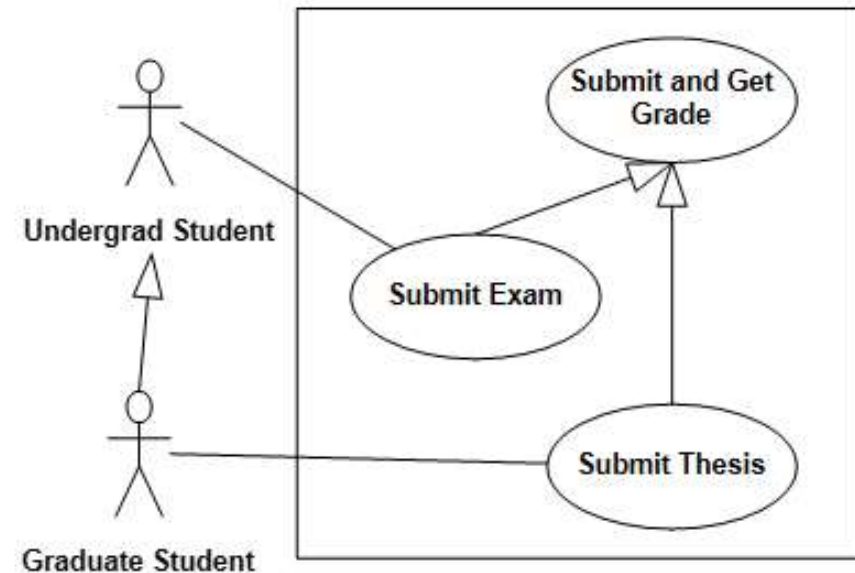 Submit and Get
Grade
Undergrad Student
Submit Exam
Submit Thesis
Graduate Student